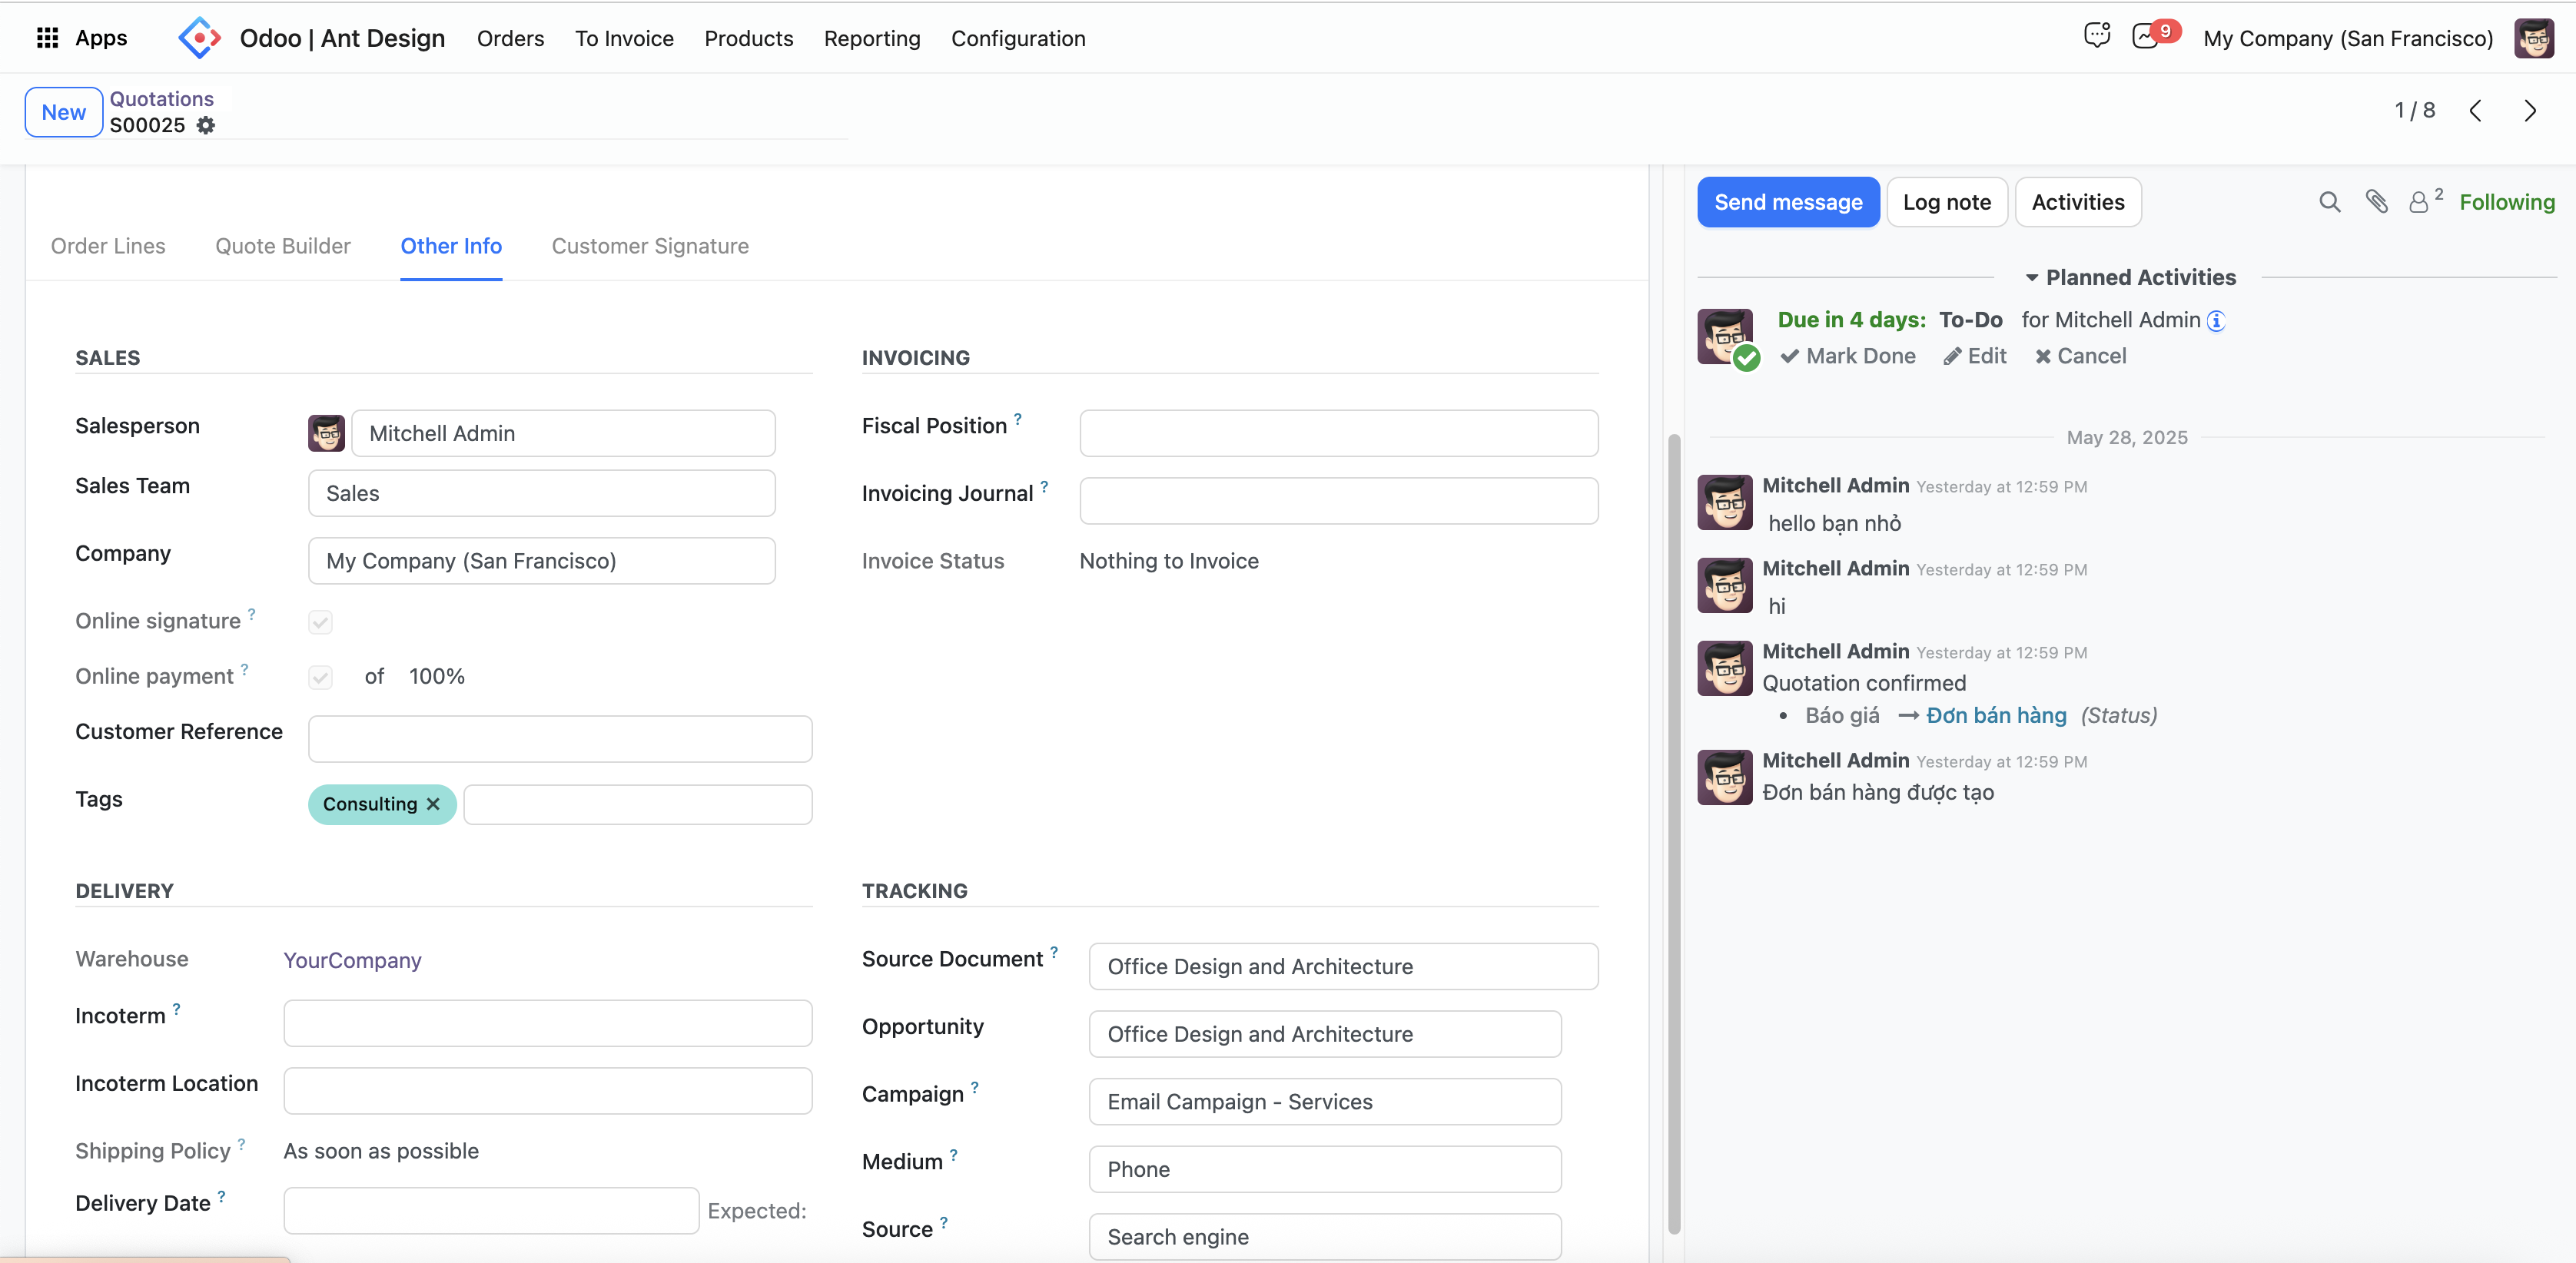 Apps Odoo | Ant Design Orders To Invoice Products Reporting Configuration 9 My Company (San Francisco)
New Quotations
S00025
1 / 8
Order Lines Quote Builder Other Info Customer Signature
SALES
Salesperson Mitchell Admin
Sales Team Sales
Company My Company (San Francisco)
Online signature ?
Online payment ? of 100%
Customer Reference
Tags Consulting
INVOICING
Fiscal Position ?
Invoicing Journal ?
Invoice Status Nothing to Invoice
DELIVERY
Warehouse YourCompany
Incoterm ?
Incoterm Location
Shipping Policy ? As soon as possible
Delivery Date ? Expected:
TRACKING
Source Document ? Office Design and Architecture
Opportunity Office Design and Architecture
Campaign ? Email Campaign - Services
Medium ? Phone
Source ? Search engine
Send message Log note Activities 2 Following
Planned Activities
Due in 4 days: To-Do for Mitchell Admin
Mark Done Edit Cancel
May 28, 2025
Mitchell Admin Yesterday at 12:59 PM
hello bạn nhỏ
Mitchell Admin Yesterday at 12:59 PM
hi
Mitchell Admin Yesterday at 12:59 PM
Quotation confirmed
• Báo giá → Đơn bán hàng (Status)
Mitchell Admin Yesterday at 12:59 PM
Đơn bán hàng được tạo